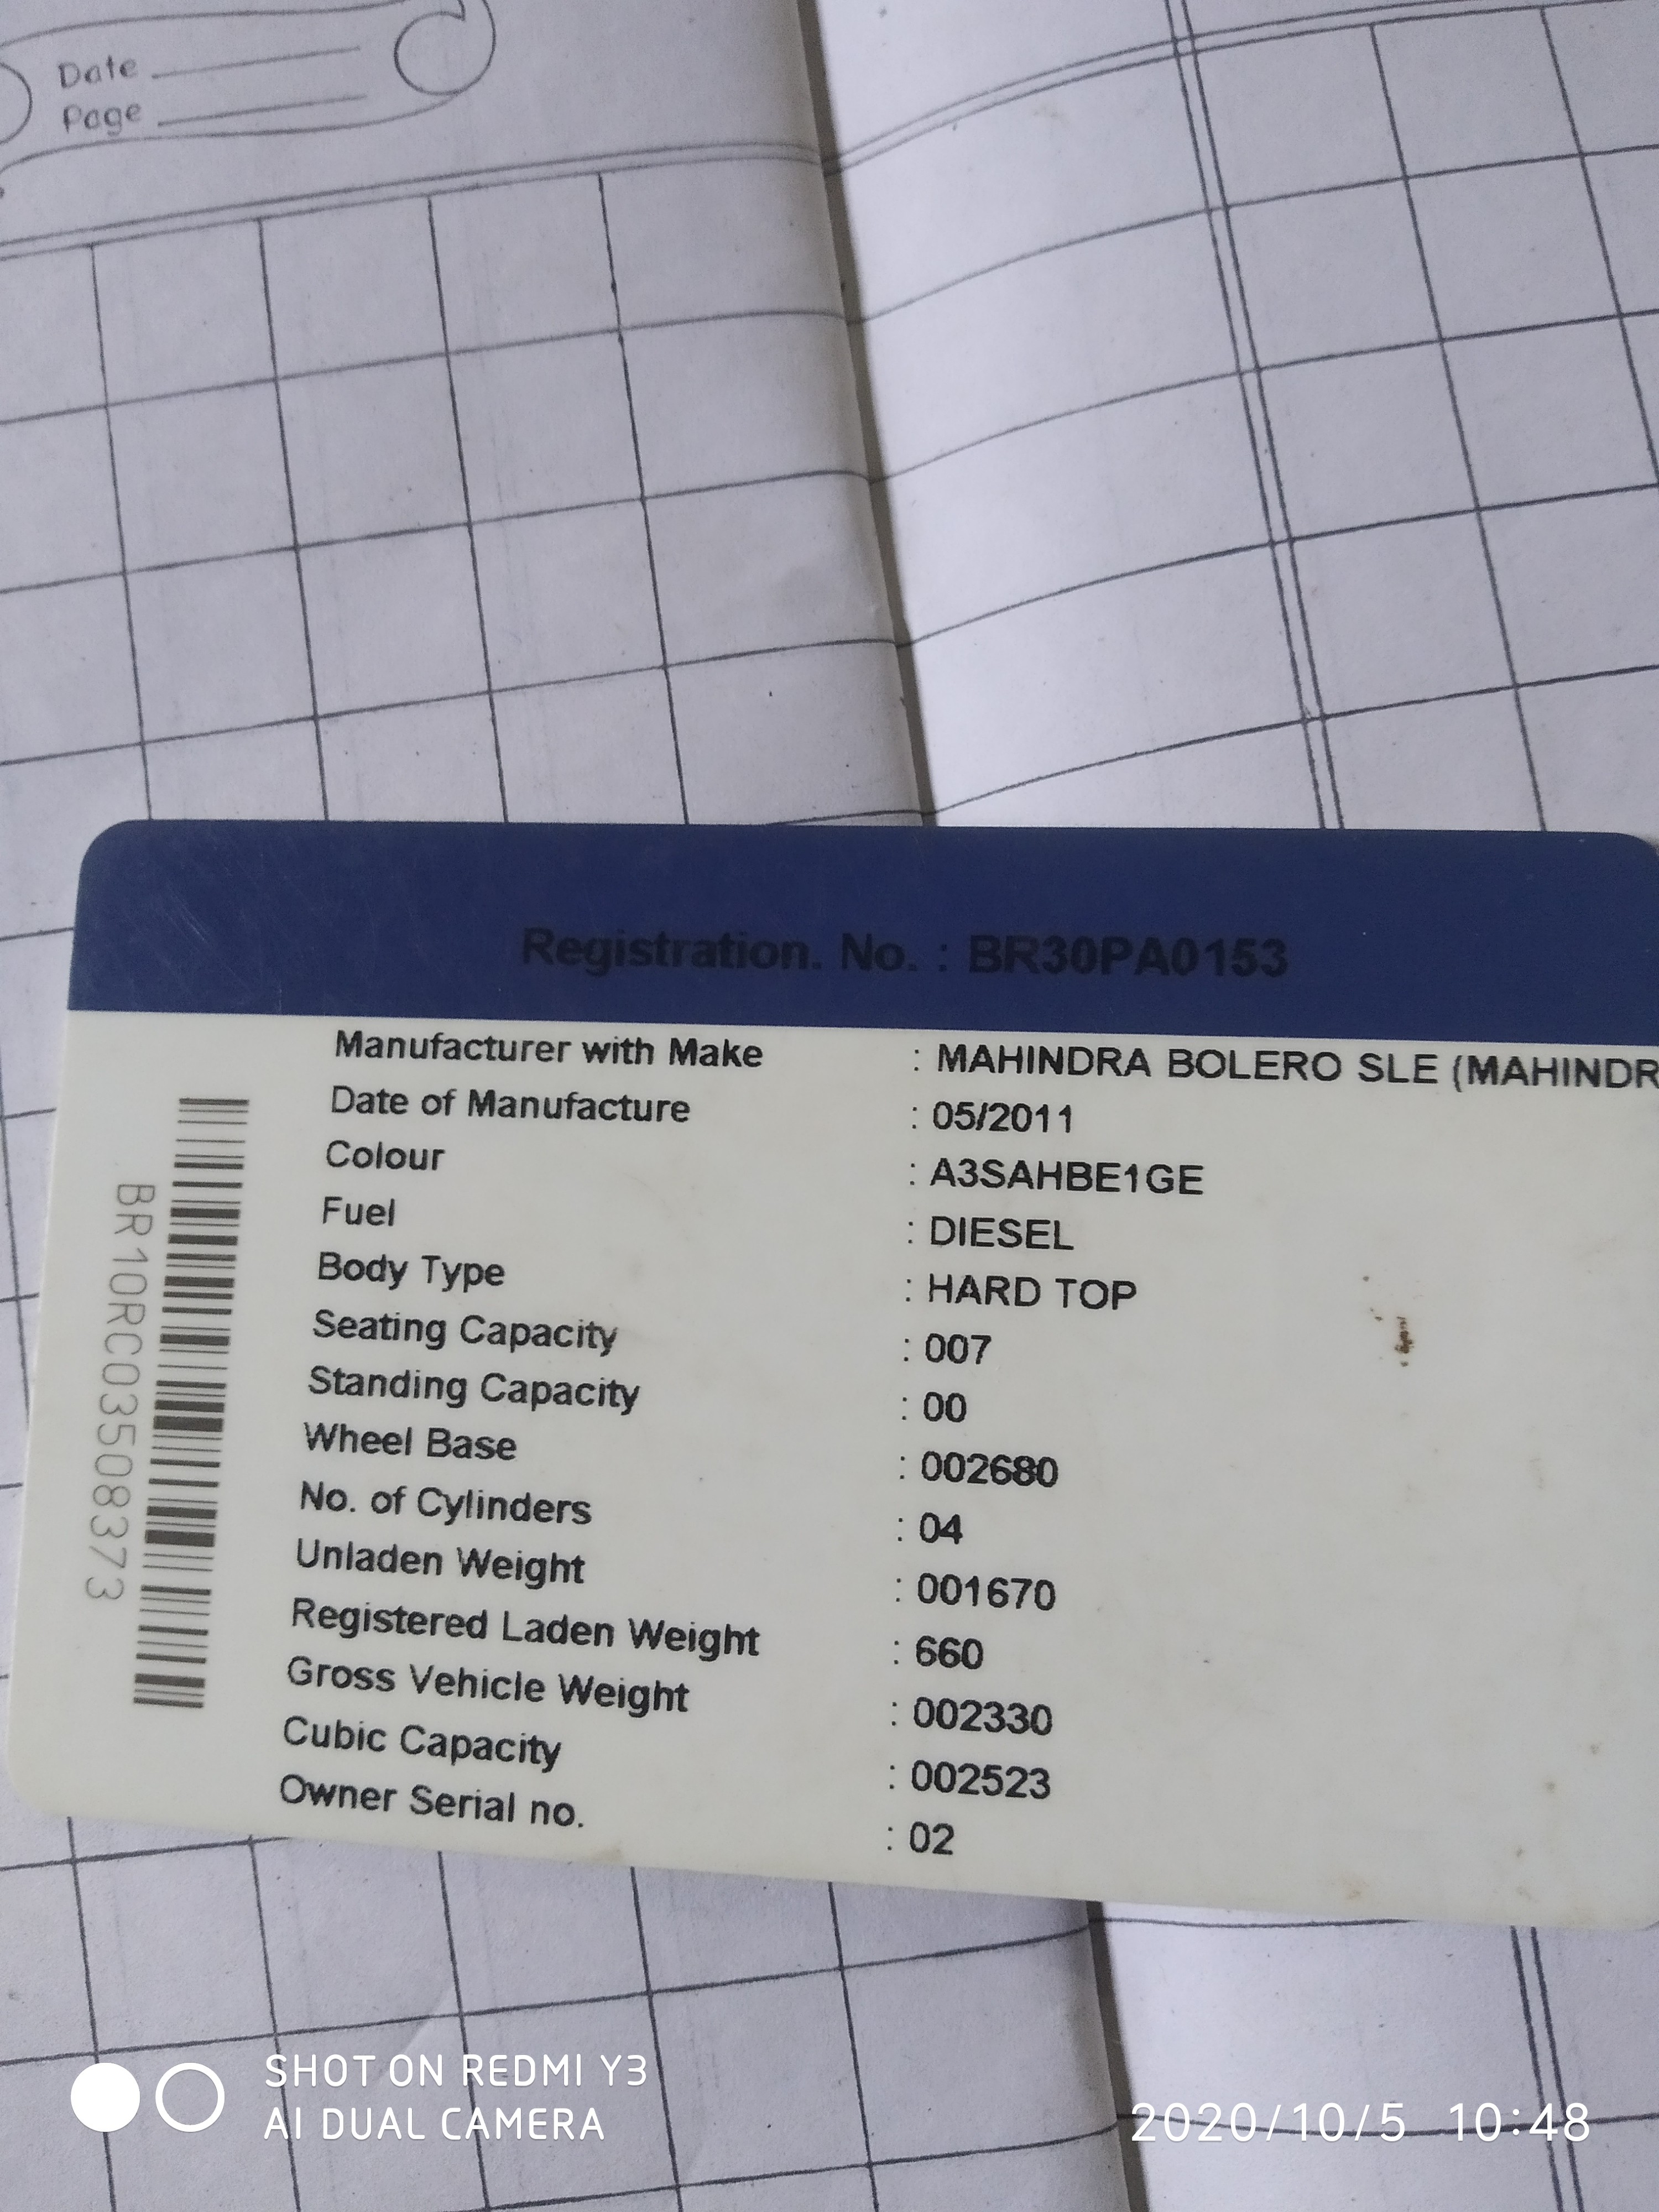 Date
Page
Registration. No. : BR30PA0153
Manufacturer with Make : MAHINDRA BOLERO SLE (MAHINDR
Date of Manufacture : 05/2011
Colour : A3SAHBE1GE
Fuel : DIESEL
Body Type : HARD TOP
Seating Capacity : 007
Standing Capacity : 00
Wheel Base : 002680
No. of Cylinders : 04
Unladen Weight : 001670
Registered Laden Weight : 660
Gross Vehicle Weight : 002330
Cubic Capacity : 002523
Owner Serial no. : 02
BR10RC03508373
SHOT ON REDMI Y3
AI DUAL CAMERA
2020/10/5 10:48